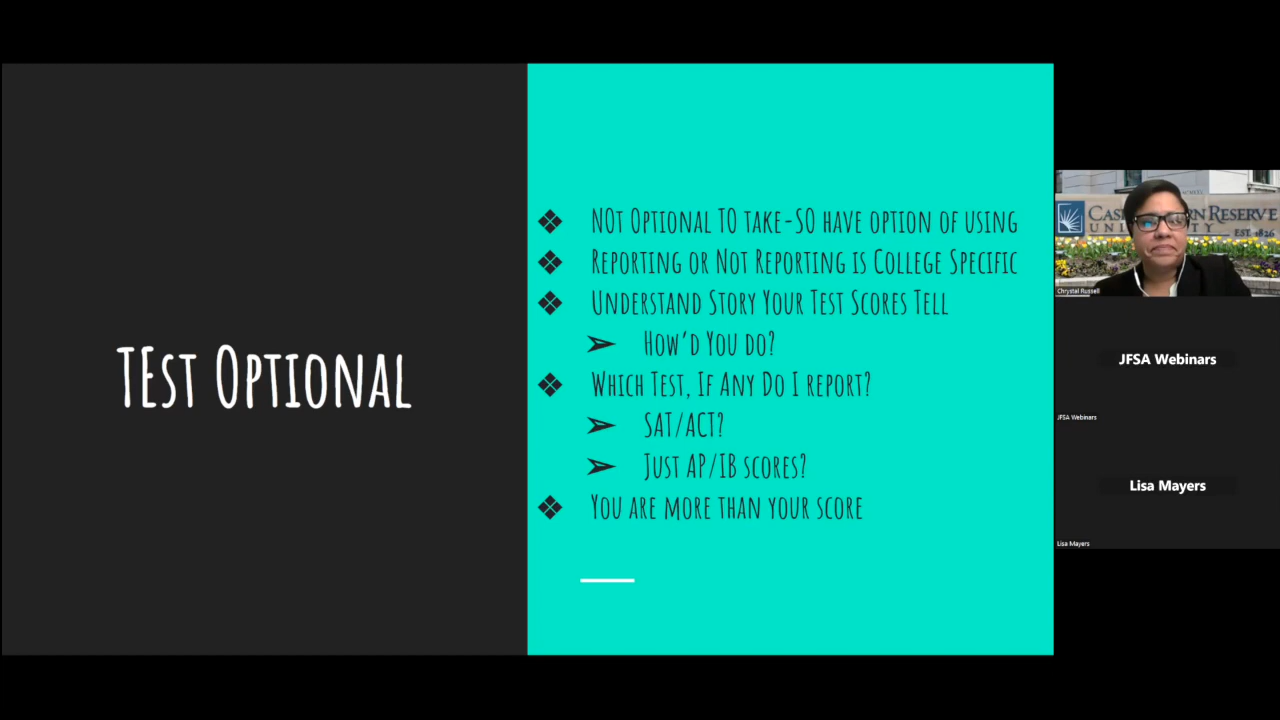 TEst Optional
NOt Optional TO take-SO have option of using
Reporting or Not Reporting is College Specific
Understand Story Your Test Scores Tell
How'd You do?
Which Test, If Any Do I report?
SAT/ACT?
Just AP/IB scores?
You are more than your score
Reserve
EST. 1826
Chrystal Russell
JFSA Webinars
JFSA Webinars
Lisa Mayers
Lisa Mayers